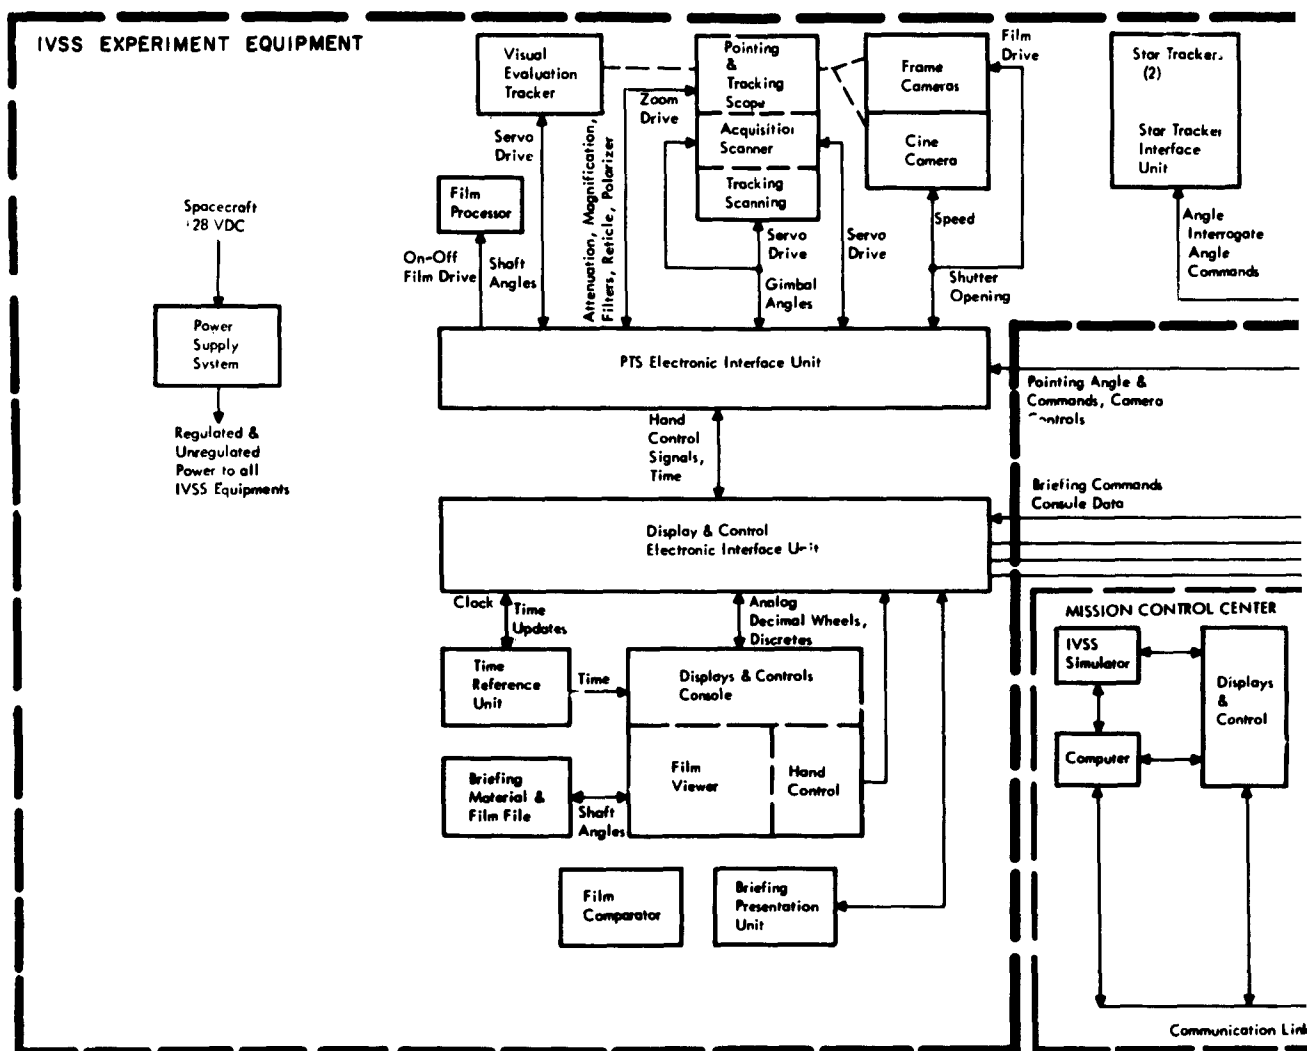 IVSS EXPERIMENT EQUIPMENT
Visual
Evaluation
Tracker
Pointing
&
Tracking
Scope
Acquisition
Scanner
Tracking
Scanning
Frame
Cameras
Cine
Camera
Film
Drive
Star Trackers
(2)
Star Tracker
Interface
Unit
Zoom
Drive
Servo
Drive
Attenuation, Magnification,
Filters, Reticle, Polarizer
Film
Processor
On-Off
Film Drive
Shaft
Angles
Servo
Drive
Gimbal
Angles
Servo
Drive
Speed
Shutter
Opening
Angle
Interrogate
Angle
Commands
Spacecraft
28 VDC
Power
Supply
System
Regulated &
Unregulated
Power to all
IVSS Equipments
PTS Electronic Interface Unit
Pointing Angle &
Commands, Camera
Controls
Hand
Control
Signals,
Time
Briefing Commands
Console Data
Display & Control
Electronic Interface Unit
Clock
Time
Updates
Analog
Decimal Wheels,
Discretes
Time
Reference
Unit
Time
Displays & Controls
Console
Film
Viewer
Hand
Control
Briefing
Material &
Film File
Shaft
Angles
Film
Comparator
Briefing
Presentation
Unit
MISSION CONTROL CENTER
IVSS
Simulator
Displays
&
Control
Computer
Communication Link